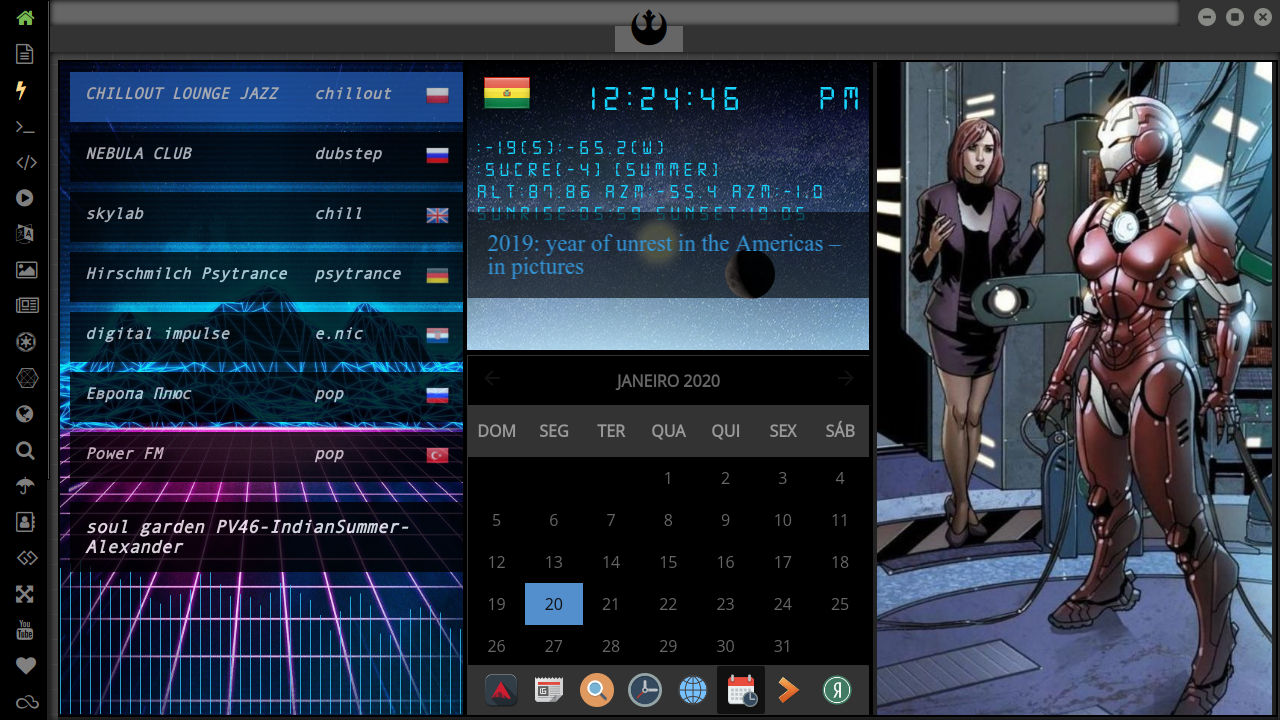 CHILLOUT LOUNGE JAZZ chillout
NEBULA CLUB dubstep
skylab chill
Hirschmilch Psytrance psytrance
digital impulse e.nic
Европа Плюс pop
Power FM pop
soul garden PV46-IndianSummer-
Alexander
12:24:46 PM
:-19(S):-65.2(W)
:SUCRE(-4) (SUMMER)
ALT:87.86 AZM:-55.4 AZM:-1.0
SUNRISE:05:59 SUNSET:19:05
2019: year of unrest in the Americas –
in pictures
JANEIRO 2020
DOM SEG TER QUA QUI SEX SÁB
1 2 3 4
5 6 7 8 9 10 11
12 13 14 15 16 17 18
19 20 21 22 23 24 25
26 27 28 29 30 31
You
Tube
Я